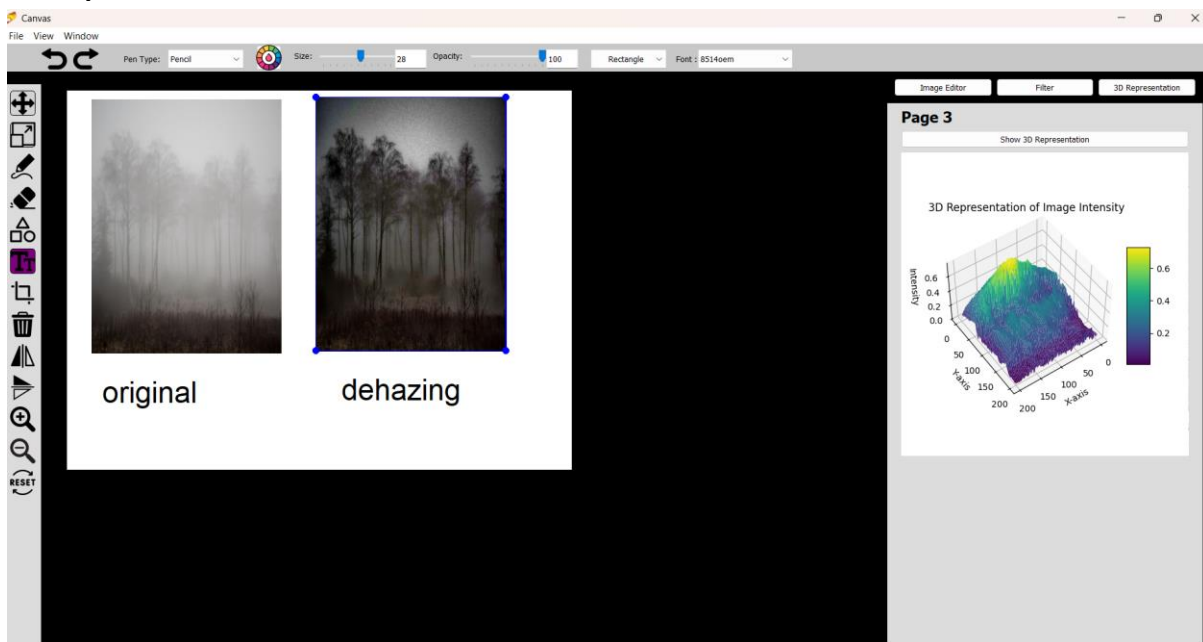 Canvas
File View Window
Pen Type: Pencil Size: 28 Opacity: 100 Rectangle Font : 8514oem
Image Editor Filter 3D Representation
Page 3
Show 3D Representation
3D Representation of Image Intensity
Intensity
0.6
0.4
0.2
0.0
0
50
100
150
200
Y-axis
200
150
100
50
0
X-axis
0.6
0.4
0.2
TT
RESET
original
dehazing